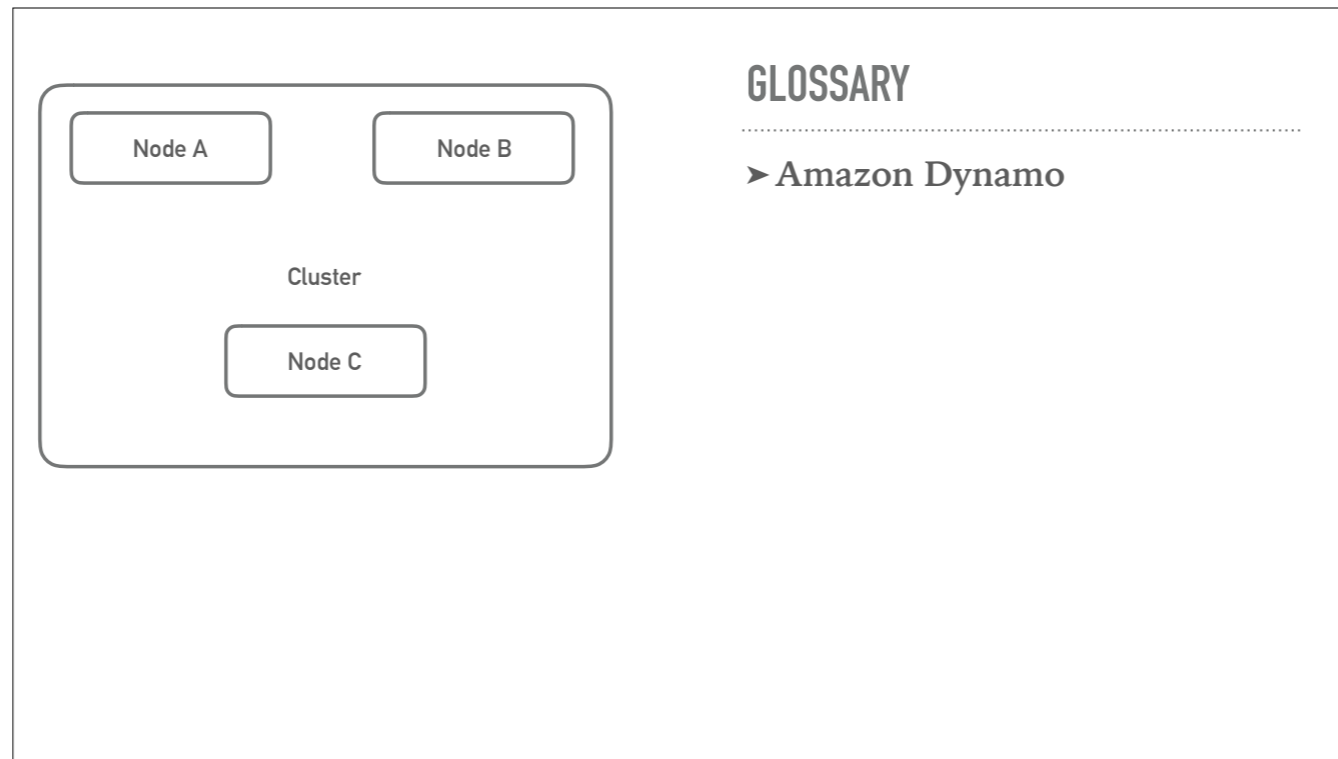 Node A
Node B
Cluster
Node C
GLOSSARY
➤ Amazon Dynamo